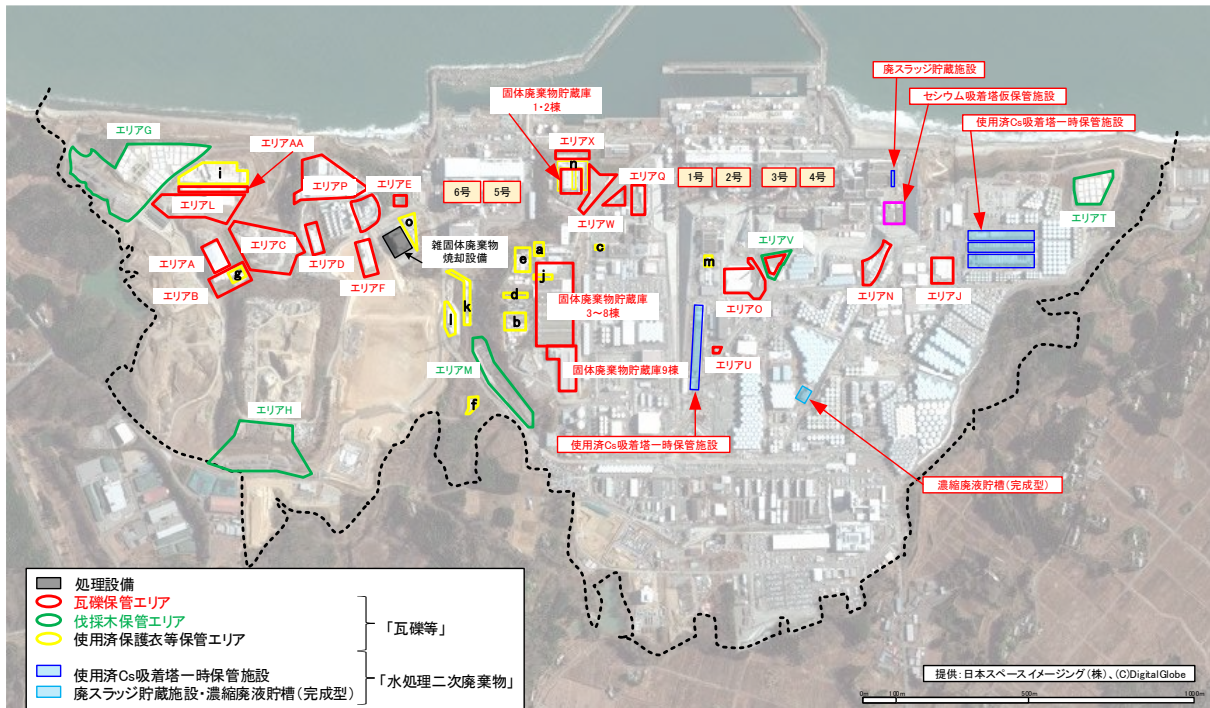 廃スラッジ貯蔵施設
セシウム吸着塔仮保管施設
使用済Cs吸着塔一時保管施設
固体廃棄物貯蔵庫
1・2棟
エリアX
エリアG
エリアAA
i
n
エリアP
エリアE
エリアQ
6号
5号
1号
2号
3号
4号
エリアT
エリアL
エリアW
o
エリアC
エリアD
雑固体廃棄物
焼却設備
a
c
e
エリアV
m
エリアA
g
エリアB
エリアF
j
d
k
b
l
固体廃棄物貯蔵庫
3～8棟
エリアO
エリアN
エリアJ
エリアM
固体廃棄物貯蔵庫9棟
エリアU
f
エリアH
使用済Cs吸着塔一時保管施設
濃縮廃液貯槽(完成型)
処理設備
瓦礫保管エリア
伐採木保管エリア
使用済保護衣等保管エリア
「瓦礫等」
使用済Cs吸着塔一時保管施設
廃スラッジ貯蔵施設・濃縮廃液貯槽(完成型)
「水処理二次廃棄物」
提供:日本スペースイメージング(株)、(C)DigitalGlobe
0m 100m 500m 1000m